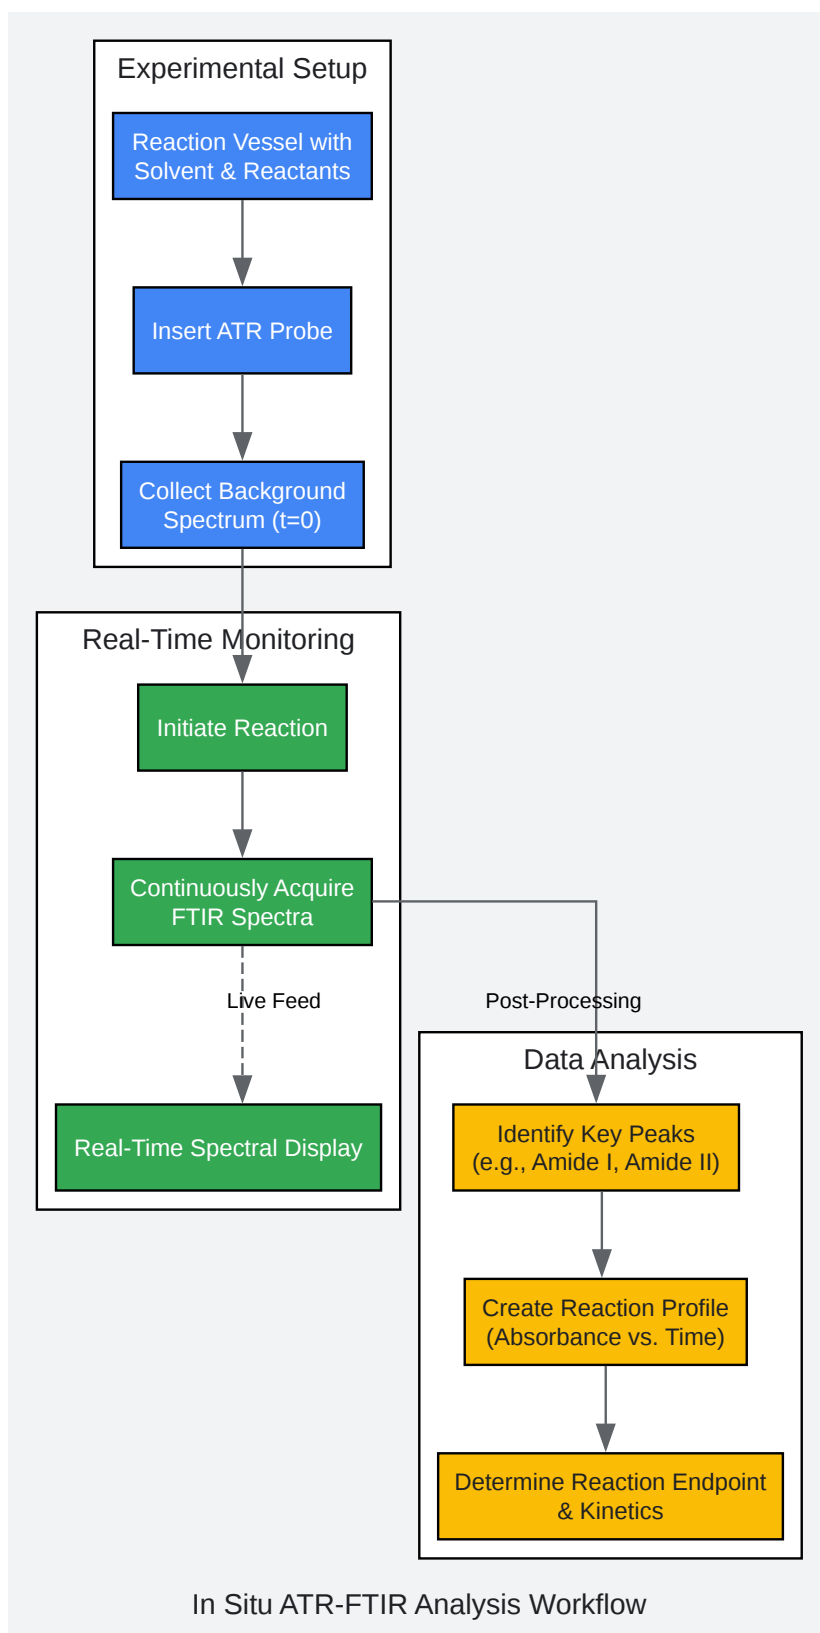 Experimental Setup
Reaction Vessel with
Solvent & Reactants
Insert ATR Probe
Collect Background
Spectrum (t=0)
Real-Time Monitoring
Initiate Reaction
Continuously Acquire
FTIR Spectra
Live Feed
Post-Processing
Real-Time Spectral Display
Data Analysis
Identify Key Peaks
(e.g., Amide I, Amide II)
Create Reaction Profile
(Absorbance vs. Time)
Determine Reaction Endpoint
& Kinetics
In Situ ATR-FTIR Analysis Workflow